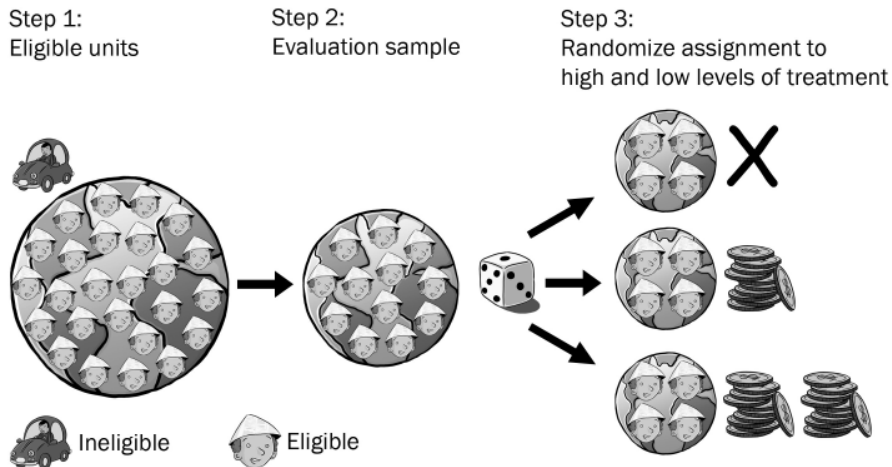 Step 1:
Eligible units
Step 2:
Evaluation sample
Step 3:
Randomize assignment to
high and low levels of treatment
Ineligible
Eligible